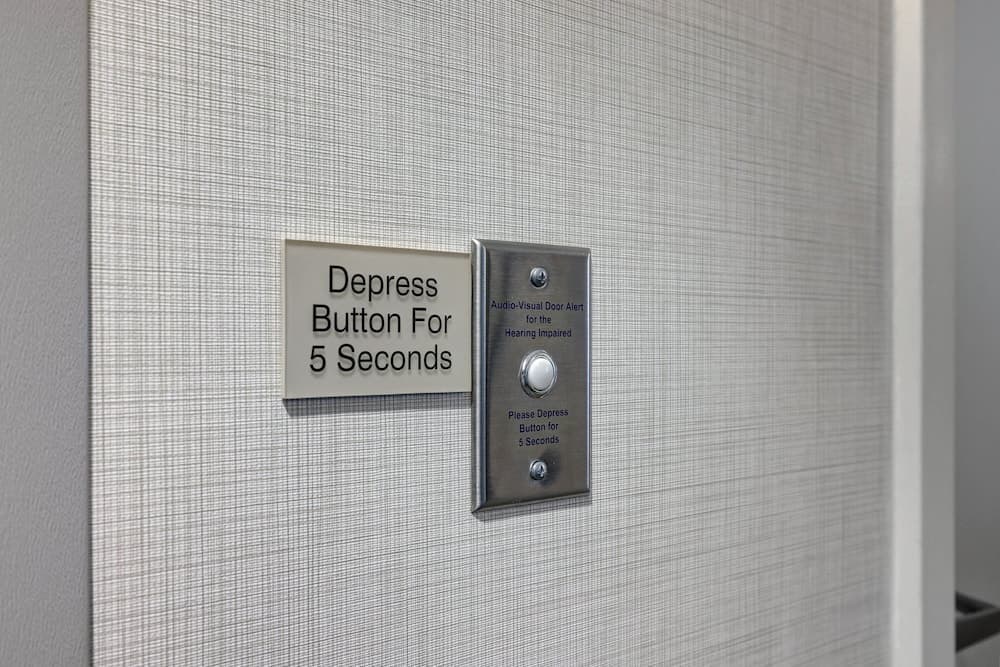 Depress
Button For
5 Seconds
Audio-Visual Door Alert
for the
Hearing Impaired
Please Depress
Button for
5 Seconds